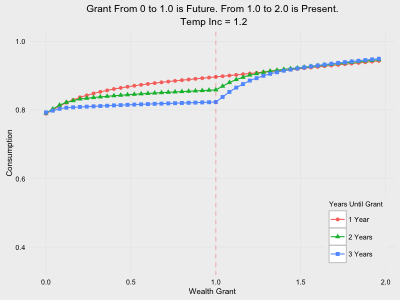 Grant From 0 to 1.0 is Future. From 1.0 to 2.0 is Present.
Temp Inc = 1.2
1.0
0.8
0.6
0.4
Consumption
0.0
0.5
1.0
1.5
2.0
Wealth Grant
Years Until Grant
1 Year
2 Years
3 Years